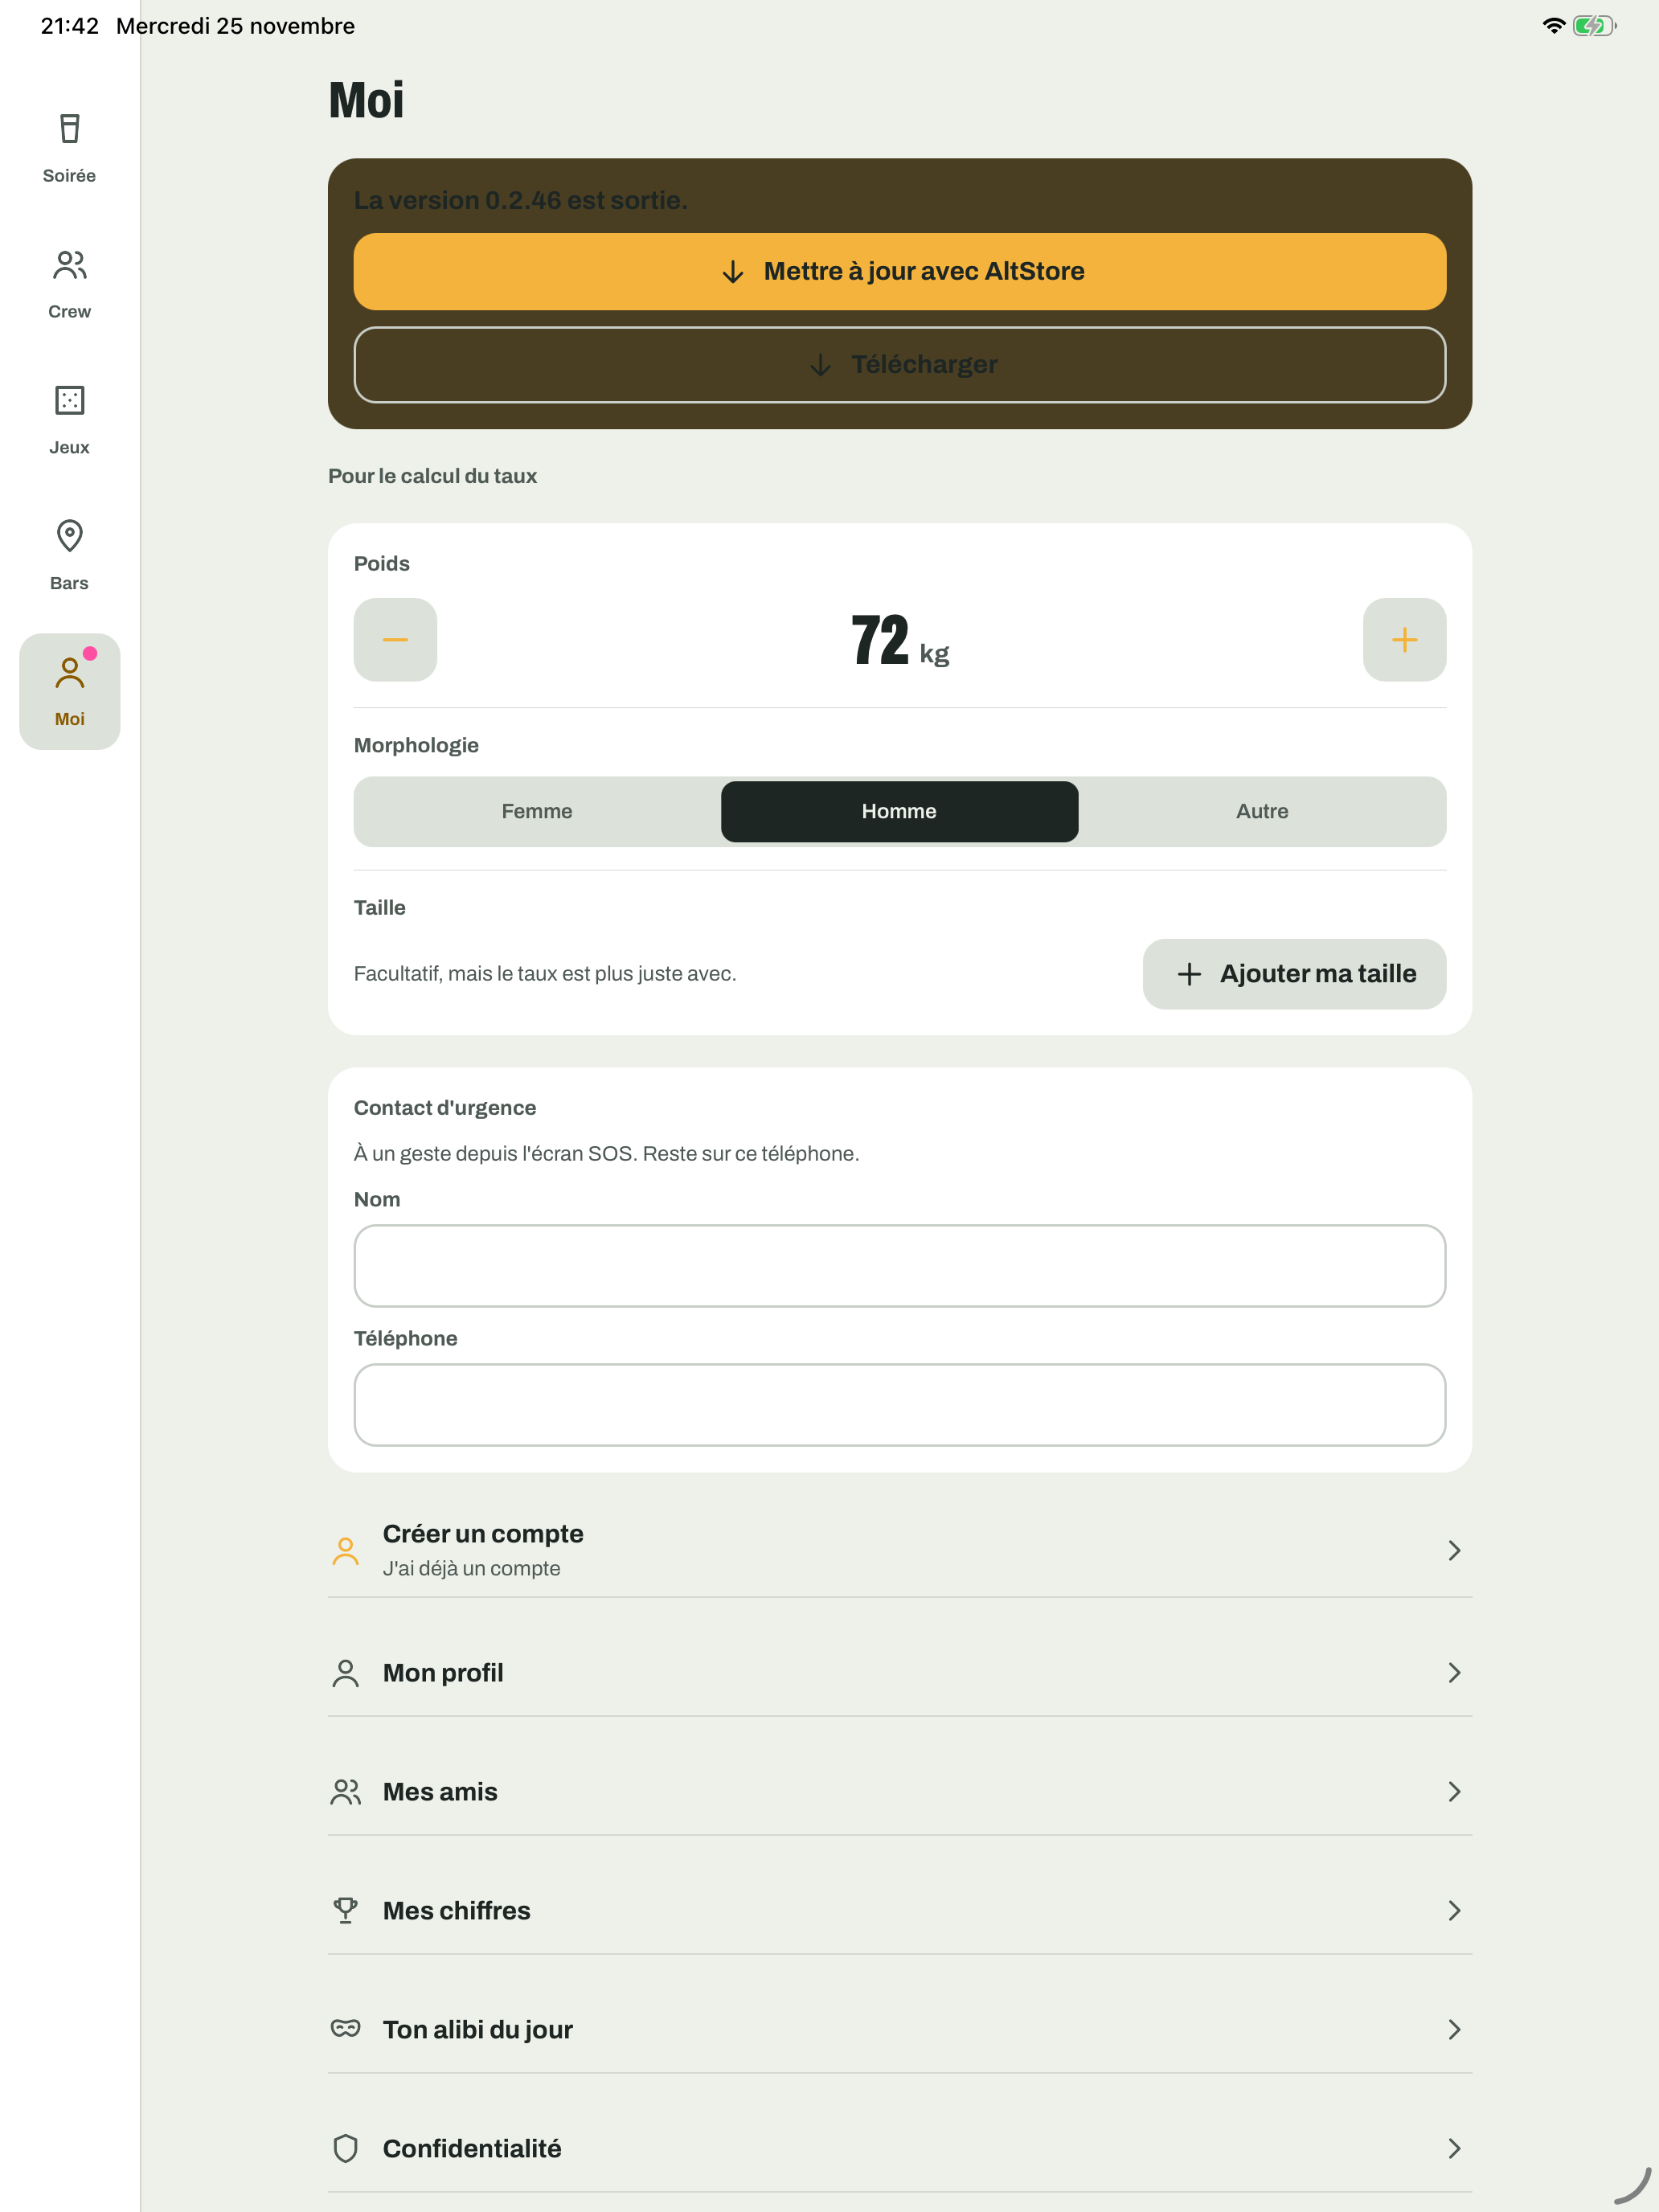 21:42 Mercredi 25 novembre
Soirée
Crew
Jeux
Bars
Moi
Moi
La version 0.2.46 est sortie.
Mettre à jour avec AltStore
Télécharger
Pour le calcul du taux
Poids
72 kg
Morphologie
Femme Homme Autre
Taille
Facultatif, mais le taux est plus juste avec.
Ajouter ma taille
Contact d'urgence
À un geste depuis l'écran SOS. Reste sur ce téléphone.
Nom
Téléphone
Créer un compte
J'ai déjà un compte
Mon profil
Mes amis
Mes chiffres
Ton alibi du jour
Confidentialité